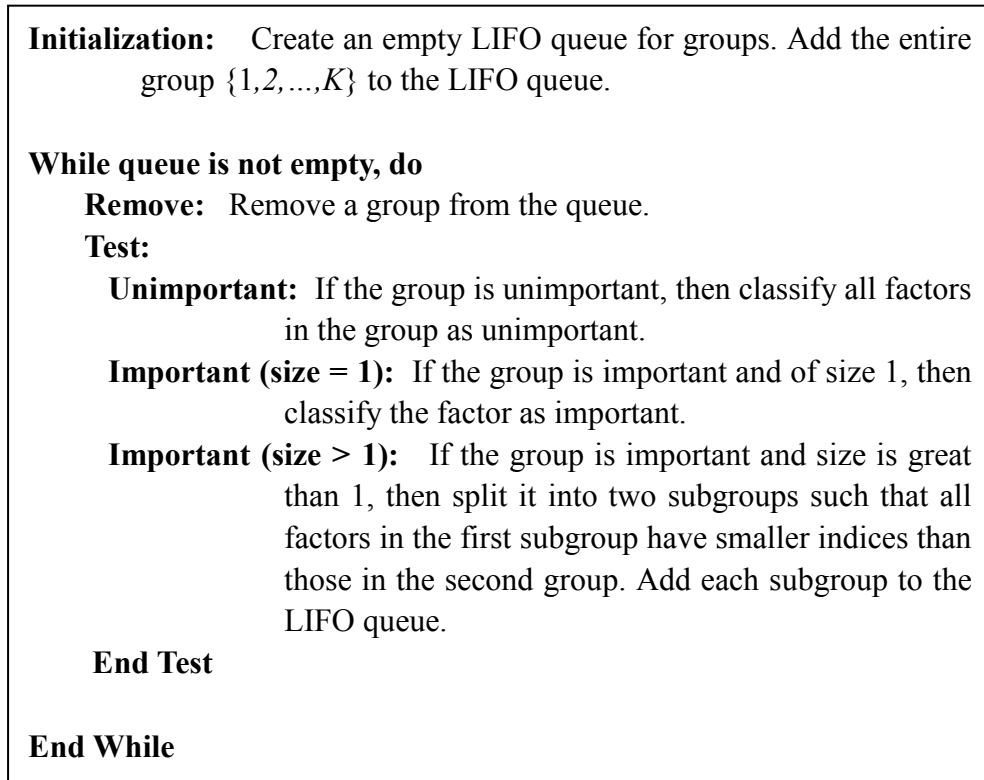 Initialization: Create an empty LIFO queue for groups. Add the entire
group {1,2,...,K} to the LIFO queue.
While queue is not empty, do
Remove: Remove a group from the queue.
Test:
Unimportant: If the group is unimportant, then classify all factors
in the group as unimportant.
Important (size = 1): If the group is important and of size 1, then
classify the factor as important.
Important (size > 1): If the group is important and size is great
than 1, then split it into two subgroups such that all
factors in the first subgroup have smaller indices than
those in the second group. Add each subgroup to the
LIFO queue.
End Test
End While